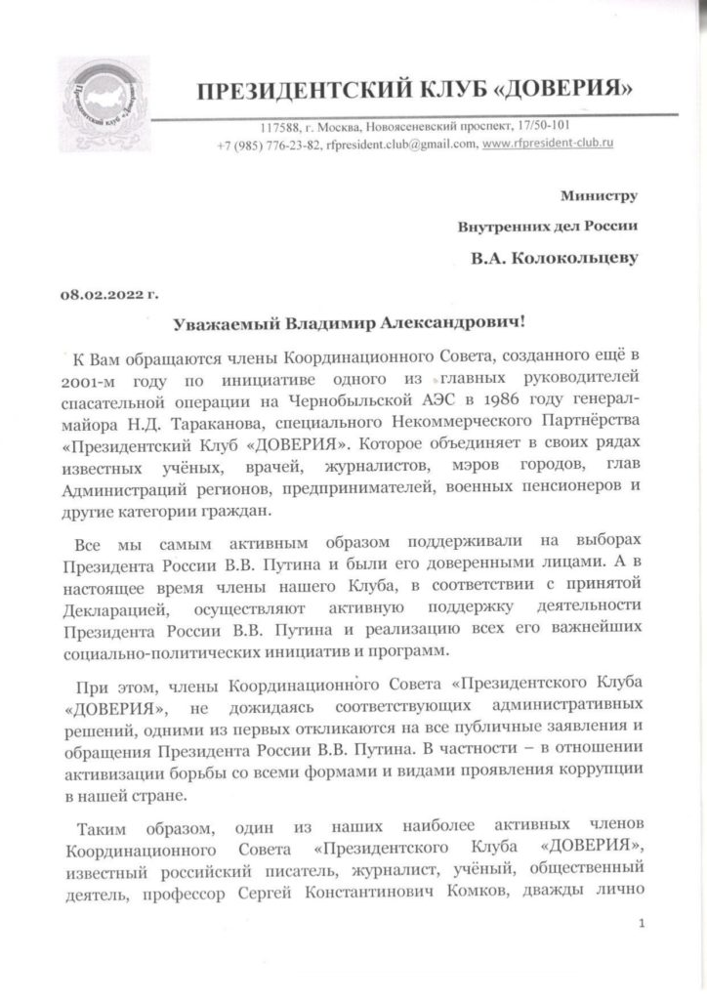 Президентский клуб «Доверия»
ПРЕЗИДЕНТСКИЙ КЛУБ «ДОВЕРИЯ»
117588, г. Москва, Новоясеневский проспект, 17/50-101
+7 (985) 776-23-82, rfpresident.club@gmail.com, www.rfpresident-club.ru
Министру
Внутренних дел России
В.А. Колокольцеву
08.02.2022 г.
Уважаемый Владимир Александрович!
К Вам обращаются члены Координационного Совета, созданного ещё в
2001-м году по инициативе одного из главных руководителей
спасательной операции на Чернобыльской АЭС в 1986 году генерал-
майора Н.Д. Тараканова, специального Некоммерческого Партнёрства
«Президентский Клуб «ДОВЕРИЯ». Которое объединяет в своих рядах
известных учёных, врачей, журналистов, мэров городов, глав
Администраций регионов, предпринимателей, военных пенсионеров и
другие категории граждан.
Все мы самым активным образом поддерживали на выборах
Президента России В.В. Путина и были его доверенными лицами. А в
настоящее время члены нашего Клуба, в соответствии с принятой
Декларацией, осуществляют активную поддержку деятельности
Президента России В.В. Путина и реализацию всех его важнейших
социально-политических инициатив и программ.
При этом, члены Координационного Совета «Президентского Клуба
«ДОВЕРИЯ», не дожидаясь соответствующих административных
решений, одними из первых откликаются на все публичные заявления и
обращения Президента России В.В. Путина. В частности – в отношении
активизации борьбы со всеми формами и видами проявления коррупции
в нашей стране.
Таким образом, один из наших наиболее активных членов
Координационного Совета «Президентского Клуба «ДОВЕРИЯ»,
известный российский писатель, журналист, учёный, общественный
деятель, профессор Сергей Константинович Комков, дважды лично
1